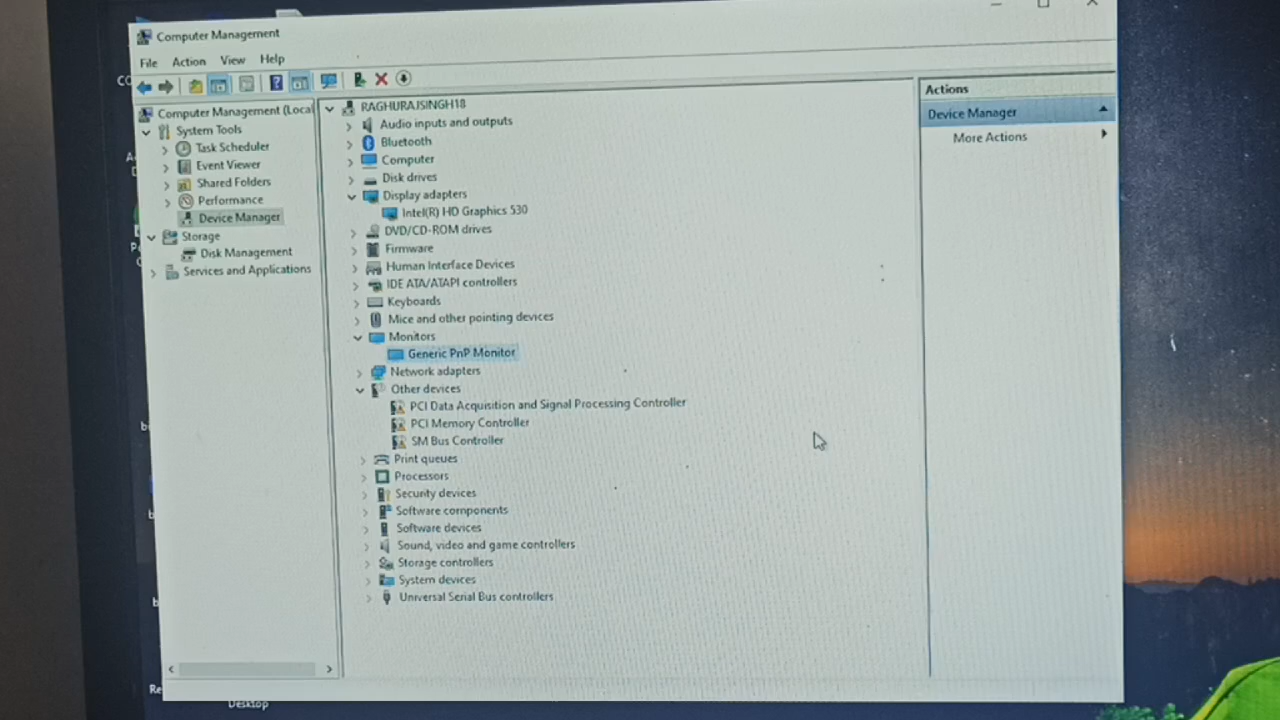 Computer Management
File Action View Help
Computer Management (Local
System Tools
Task Scheduler
Event Viewer
Shared Folders
Performance
Device Manager
Storage
Disk Management
Services and Applications
RAGHURAJSINGH18
Audio inputs and outputs
Bluetooth
Computer
Disk drives
Display adapters
Intel(R) HD Graphics 530
DVD/CD-ROM drives
Firmware
Human Interface Devices
IDE ATA/ATAPI controllers
Keyboards
Mice and other pointing devices
Monitors
Generic PnP Monitor
Network adapters
Other devices
PCI Data Acquisition and Signal Processing Controller
PCI Memory Controller
SM Bus Controller
Print queues
Processors
Security devices
Software components
Software devices
Sound, video and game controllers
Storage controllers
System devices
Universal Serial Bus controllers
Actions
Device Manager
More Actions
Re
Desktop